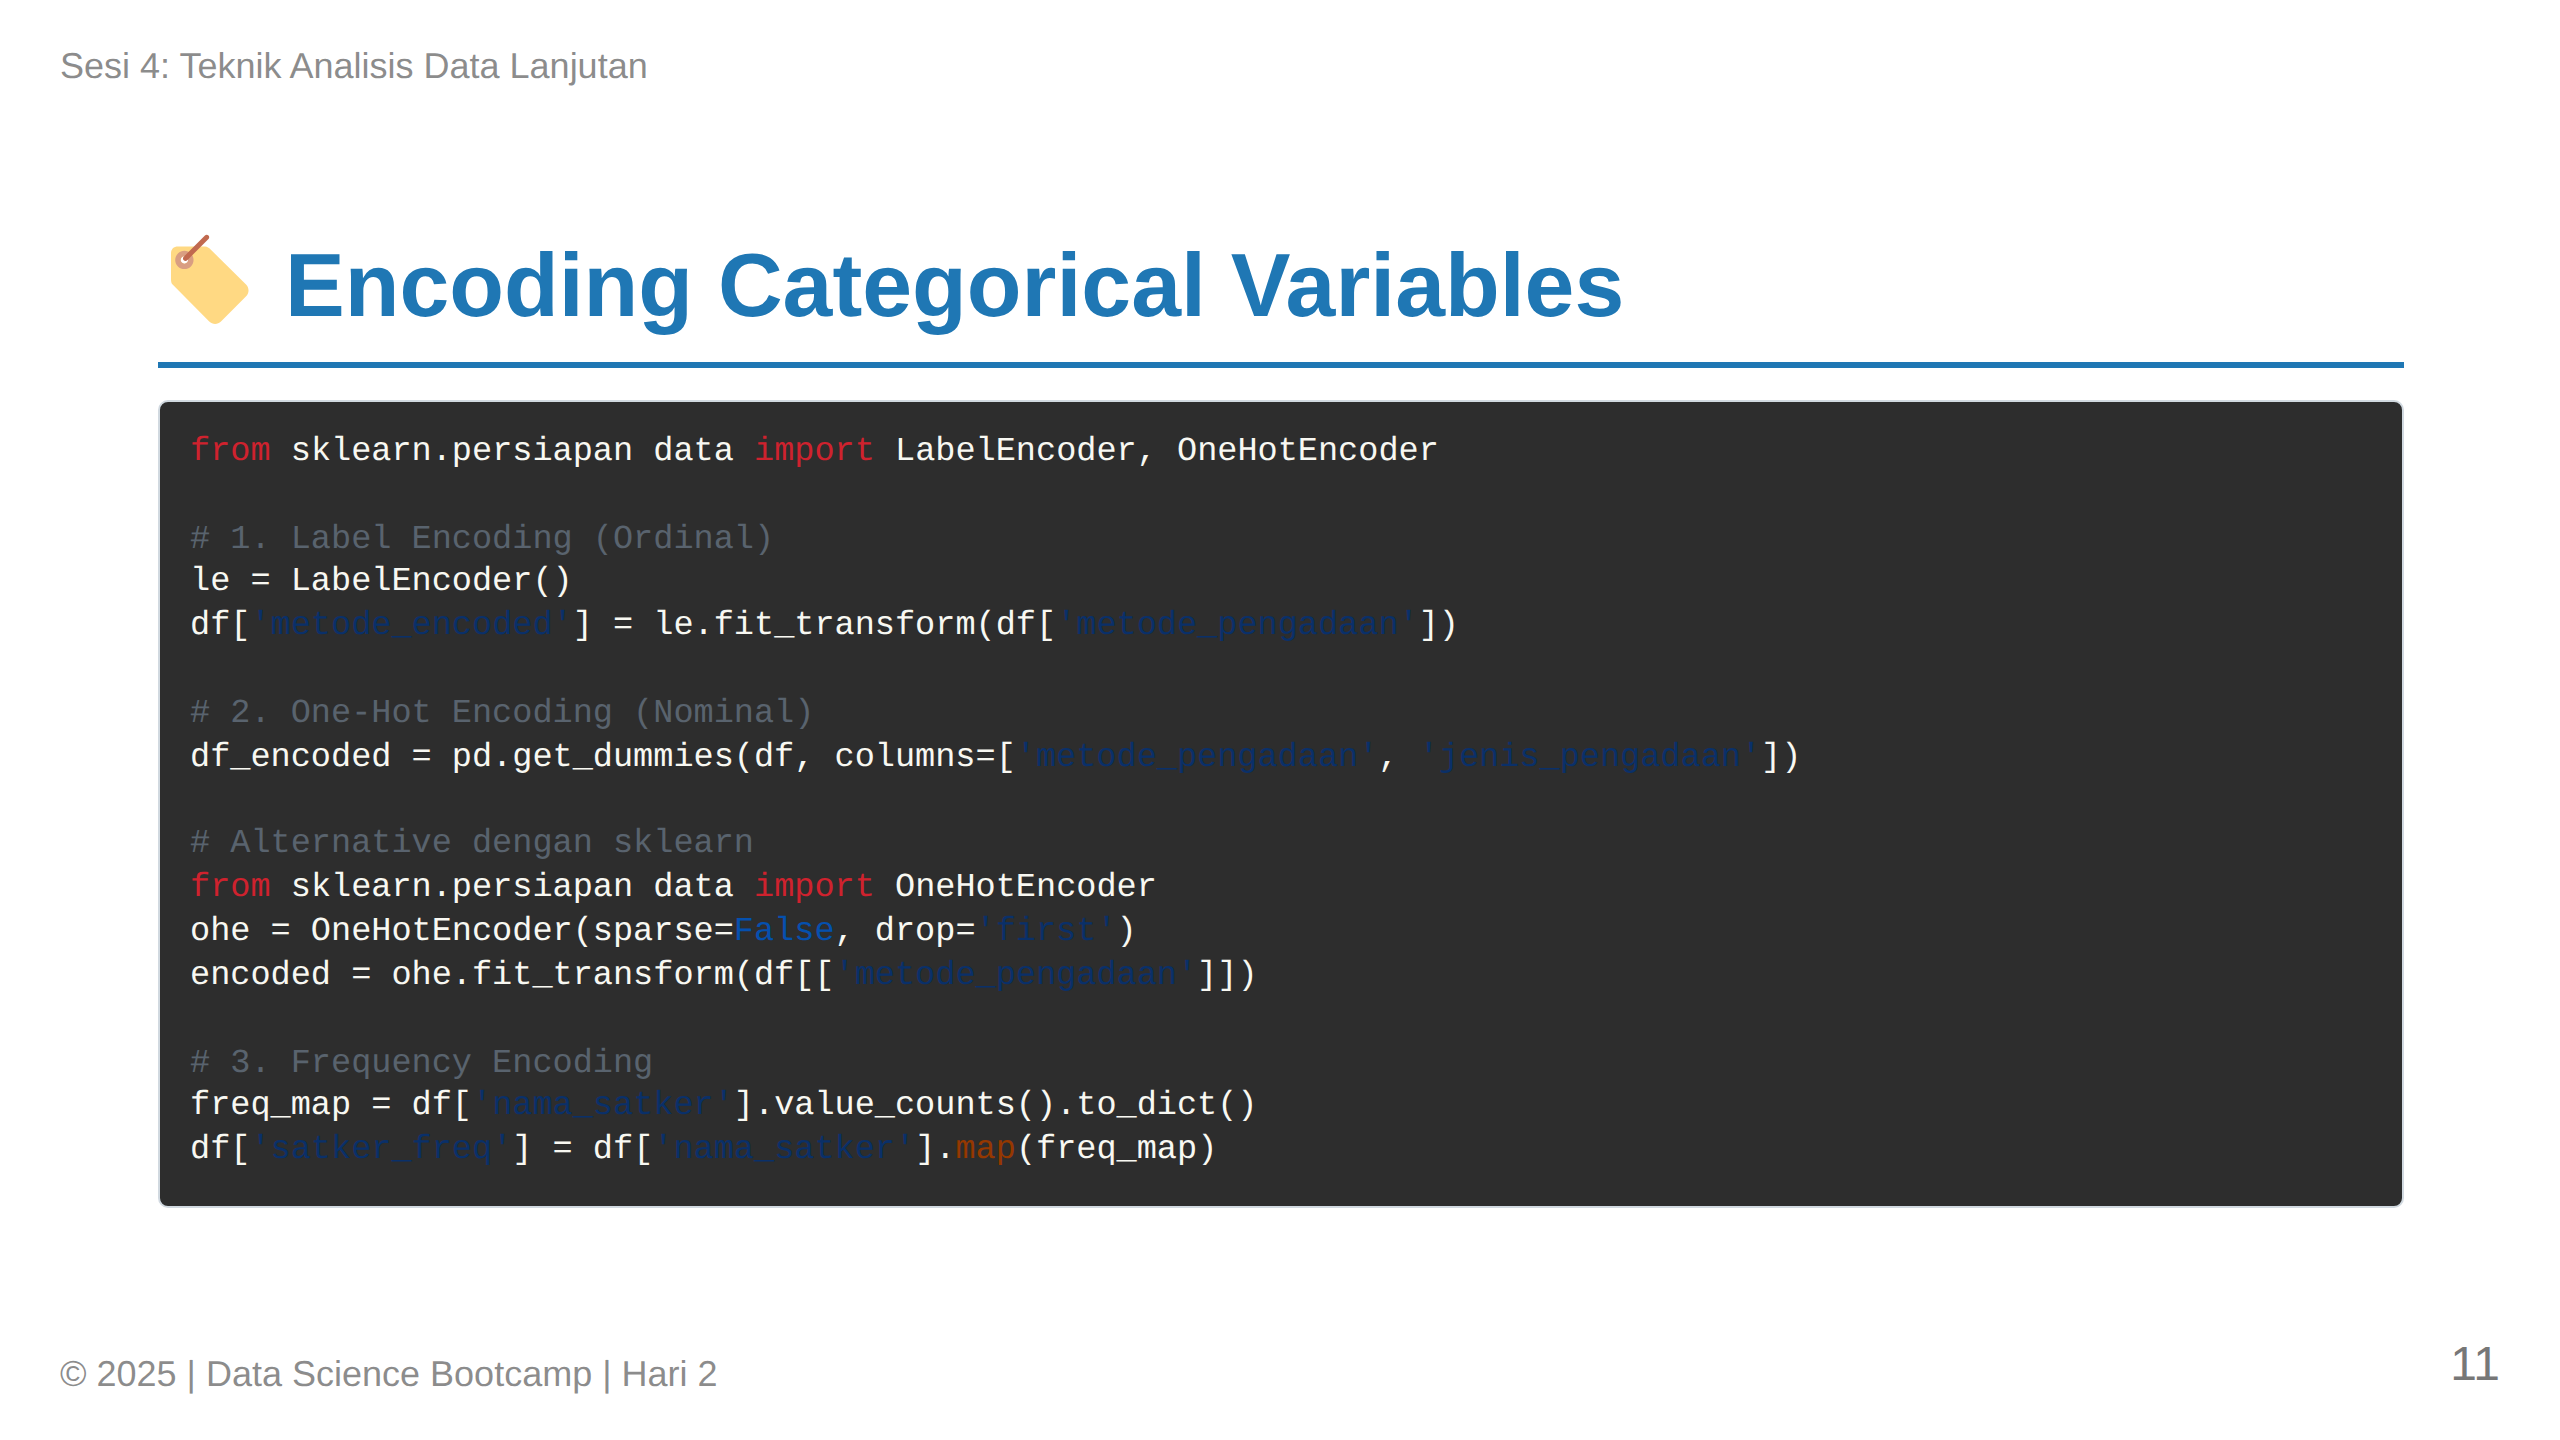 Sesi 4: Teknik Analisis Data Lanjutan
Encoding Categorical Variables
from sklearn.persiapan data import LabelEncoder, OneHotEncoder
# 1. Label Encoding (Ordinal)
le = LabelEncoder()
df['metode_encoded'] = le.fit_transform(df['metode_pengadaan'])
# 2. One-Hot Encoding (Nominal)
df_encoded = pd.get_dummies(df, columns=['metode_pengadaan', 'jenis_pengadaan'])
# Alternative dengan sklearn
from sklearn.persiapan data import OneHotEncoder
ohe = OneHotEncoder(sparse=False, drop='first')
encoded = ohe.fit_transform(df[['metode_pengadaan']])
# 3. Frequency Encoding
freq_map = df['nama_satker'].value_counts().to_dict()
df['satker_freq'] = df['nama_satker'].map(freq_map)
© 2025 | Data Science Bootcamp | Hari 2
11